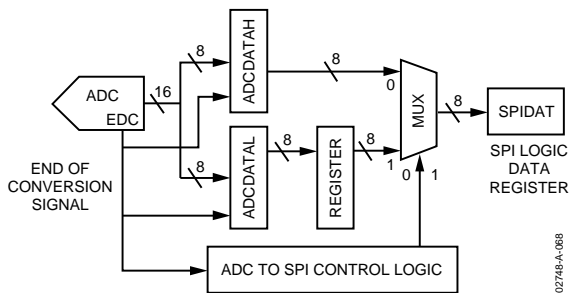 ADC
EDC
16
8
8
ADCDATAH
ADCDATAL
8
8
REGISTER
8
0
1
MUX
0
1
8
SPIDAT
SPI LOGIC
DATA
REGISTER
END OF
CONVERSION
SIGNAL
ADC TO SPI CONTROL LOGIC
02748-A-068